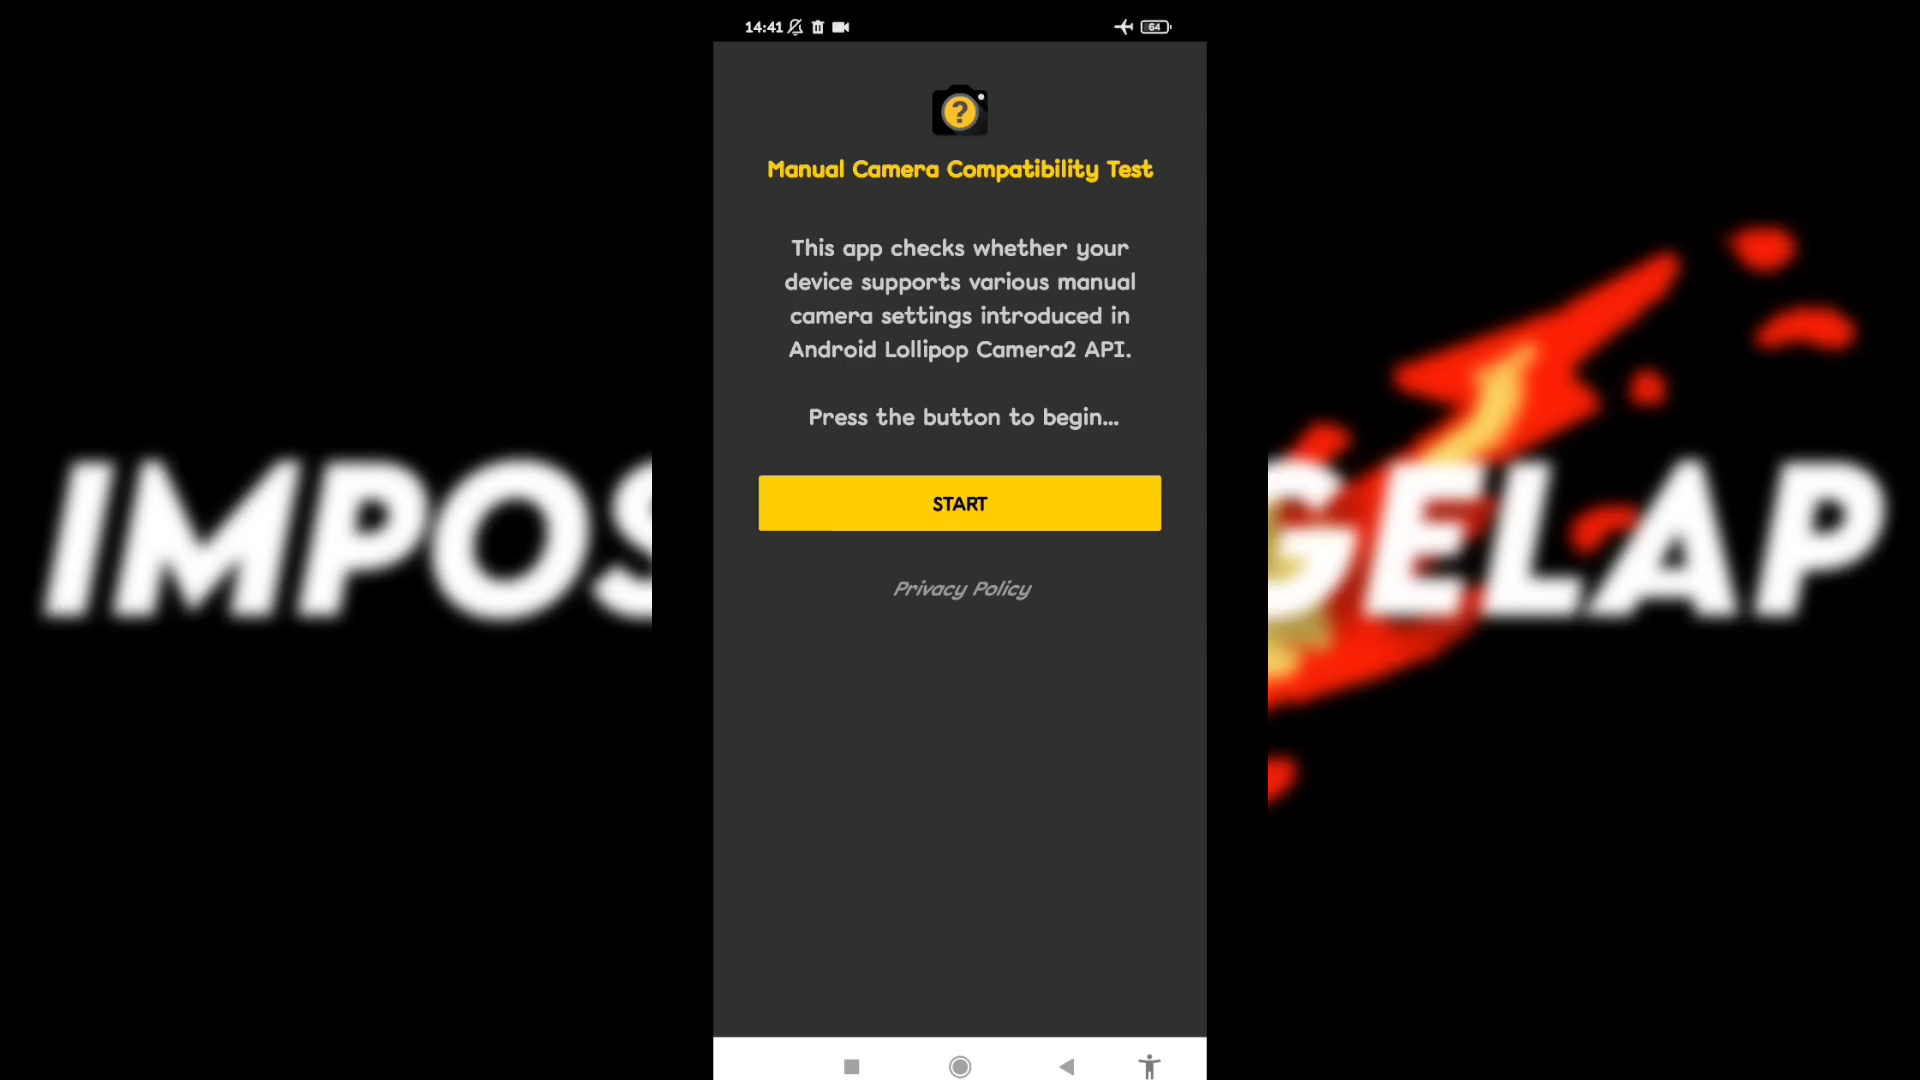 14:41
64
?
Manual Camera Compatibility Test
This app checks whether your
device supports various manual
camera settings introduced in
Android Lollipop Camera2 API.
Press the button to begin...
START
Privacy Policy
IMPOS
GELAP